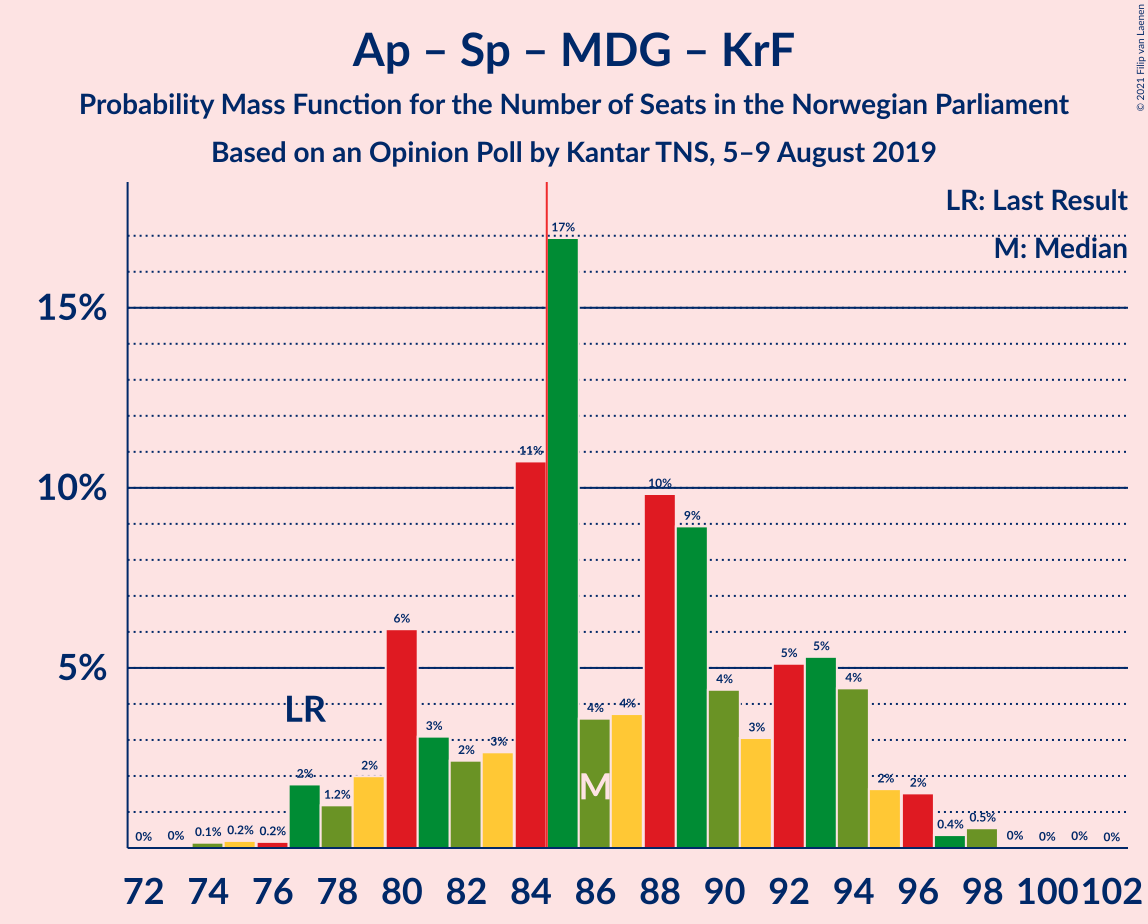 Ap – Sp – MDG – KrF
Probability Mass Function for the Number of Seats in the Norwegian Parliament
Based on an Opinion Poll by Kantar TNS, 5–9 August 2019
© 2021 Filip van Laenen
LR: Last Result
M: Median
15%
10%
5%
LR
M
0% 0% 0.1% 0.2% 0.2% 2% 1.2% 2% 6% 3% 2% 3% 11% 17% 4% 4% 10% 9% 4% 3% 5% 5% 4% 2% 2% 0.4% 0.5% 0% 0% 0% 0%
72 74 76 78 80 82 84 86 88 90 92 94 96 98 100 102